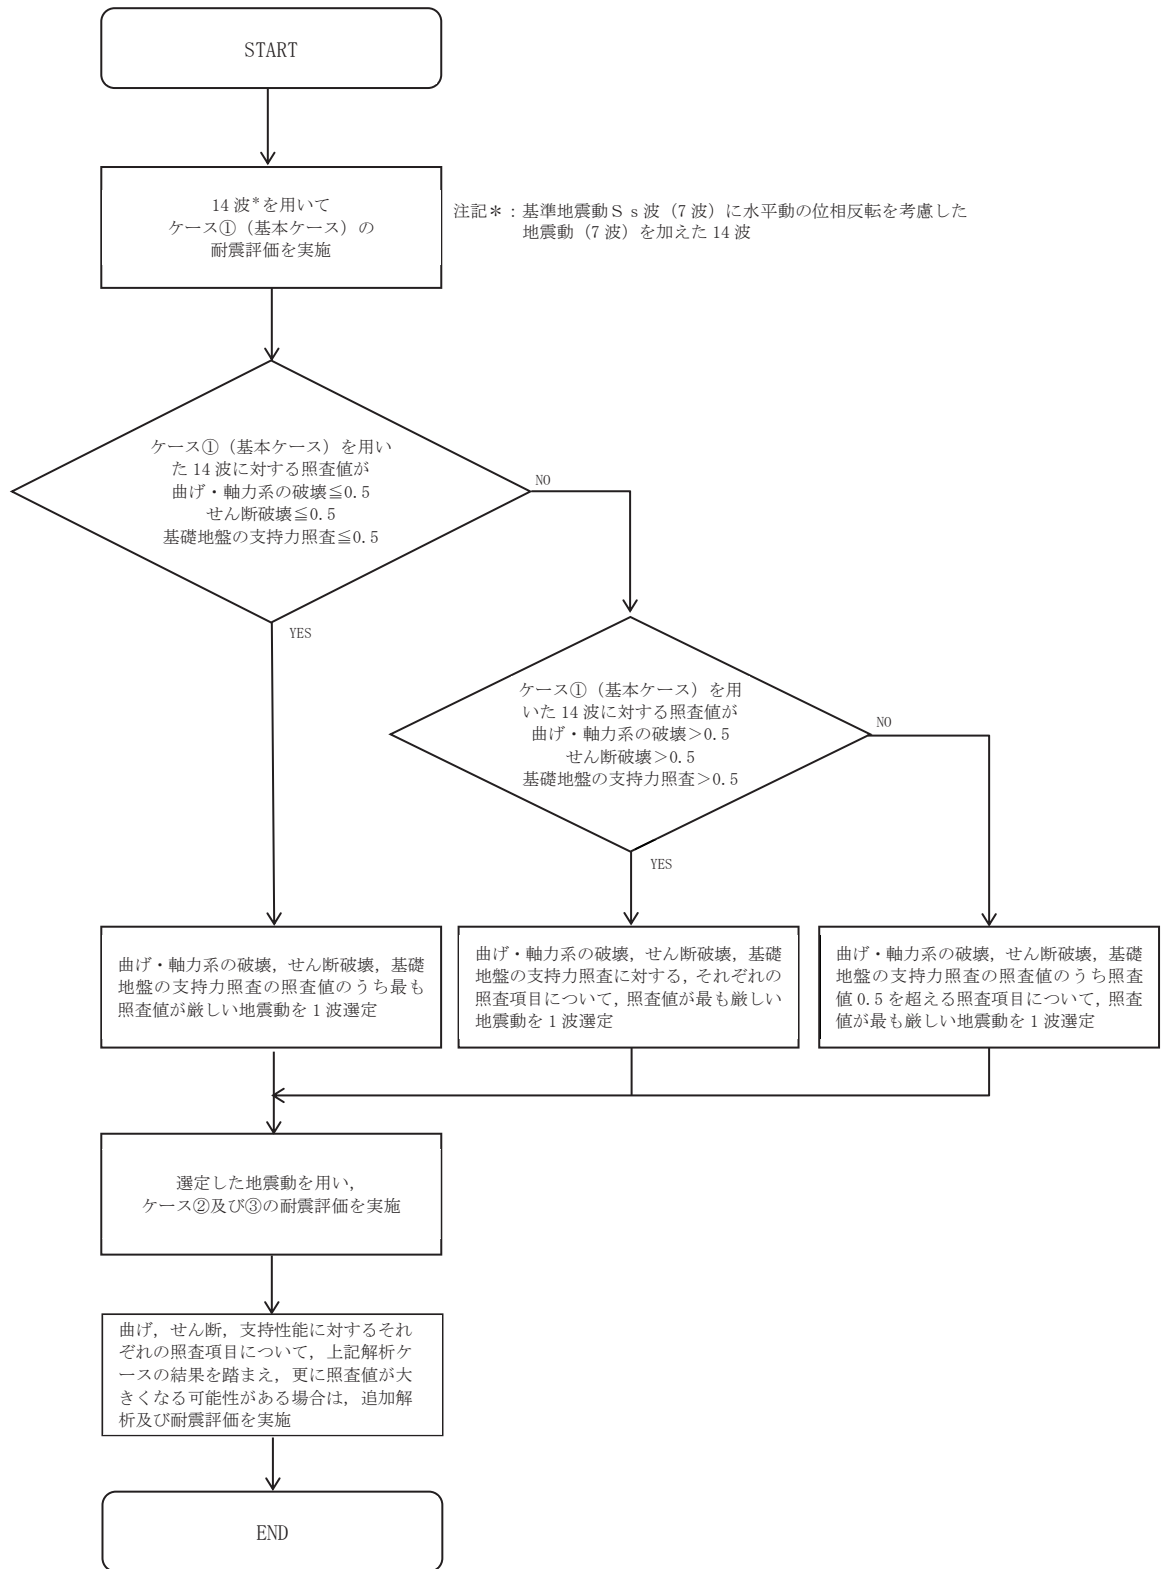 START
14 波*を用いて
ケース①（基本ケース）の
耐震評価を実施
注記＊：基準地震動Ｓｓ波（7 波）に水平動の位相反転を考慮した
地震動（7 波）を加えた 14 波
ケース①（基本ケース）を用い
た 14 波に対する照査値が
曲げ・軸力系の破壊≦0.5
せん断破壊≦0.5
基礎地盤の支持力照査≦0.5
NO
YES
ケース①（基本ケース）を用
いた 14 波に対する照査値が
曲げ・軸力系の破壊＞0.5
せん断破壊＞0.5
基礎地盤の支持力照査＞0.5
NO
YES
曲げ・軸力系の破壊，せん断破壊，基礎
地盤の支持力照査の照査値のうち最も
照査値が厳しい地震動を 1 波選定
曲げ・軸力系の破壊，せん断破壊，基礎
地盤の支持力照査に対する，それぞれの
照査項目について，照査値が最も厳しい
地震動を 1 波選定
曲げ・軸力系の破壊，せん断破壊，基礎
地盤の支持力照査の照査値のうち照査
値 0.5 を超える照査項目について，照査
値が最も厳しい地震動を 1 波選定
選定した地震動を用い，
ケース②及び③の耐震評価を実施
曲げ，せん断，支持性能に対するそれ
ぞれの照査項目について，上記解析ケ
ースの結果を踏まえ，更に照査値が大
きくなる可能性がある場合は，追加解
析及び耐震評価を実施
END